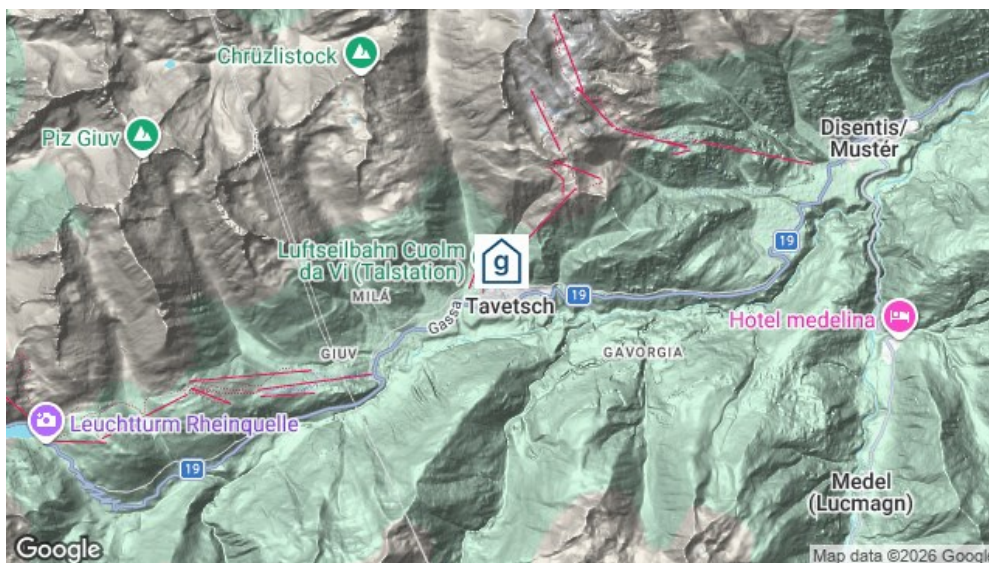 Chrüzlistock
Piz Giuv
Disentis/
Mustér
19
Luftseilbahn Cuolm
da Vi (Talstation)
g
MILÁ
Gassa
Tavetsch
19
Hotel medelina
GIUV
GAVORGIA
Leuchtturm Rheinquelle
19
Medel
(Lucmagn)
Google
Map data ©2026 Google